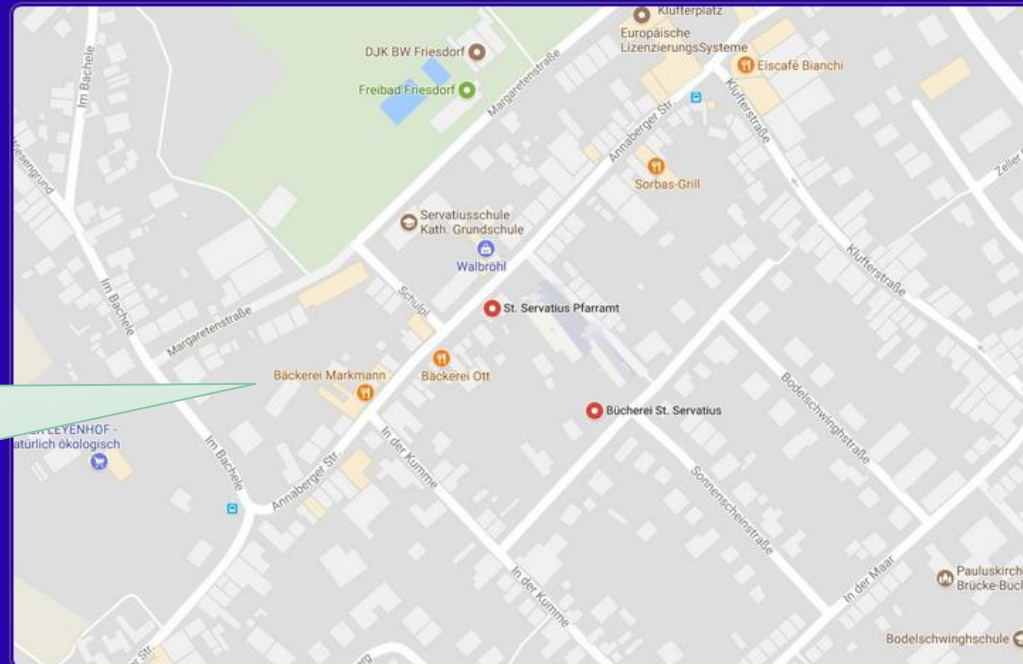 Klufterplatz
Europäische
LizenzierungsSysteme
Eiscafé Bianchi
DJK BW Friesdorf
Freibad Friesdorf
Im Bachele
Margaretenstraße
Annaberger Str.
Klufterstraße
Sorbas-Grill
Zeller
Servatiusschule
Kath. Grundschule
Walbröhl
Klufterstraße
Im Bachele
Schulpl
St. Servatius Pfarramt
Margaretenstraße
Bäckerei Markmann
Bäckerei Ott
Bücherei St. Servatius
Bodelschwinghstraße
LEYENHOF -
atürlich ökologisch
Im Bachele
In der Kumme
Annaberger Str.
Sonnenscheinstraße
In der Kumme
In der Maar
Pauluskirch
Brücke-Büch
Bodelschwinghschule
Str.